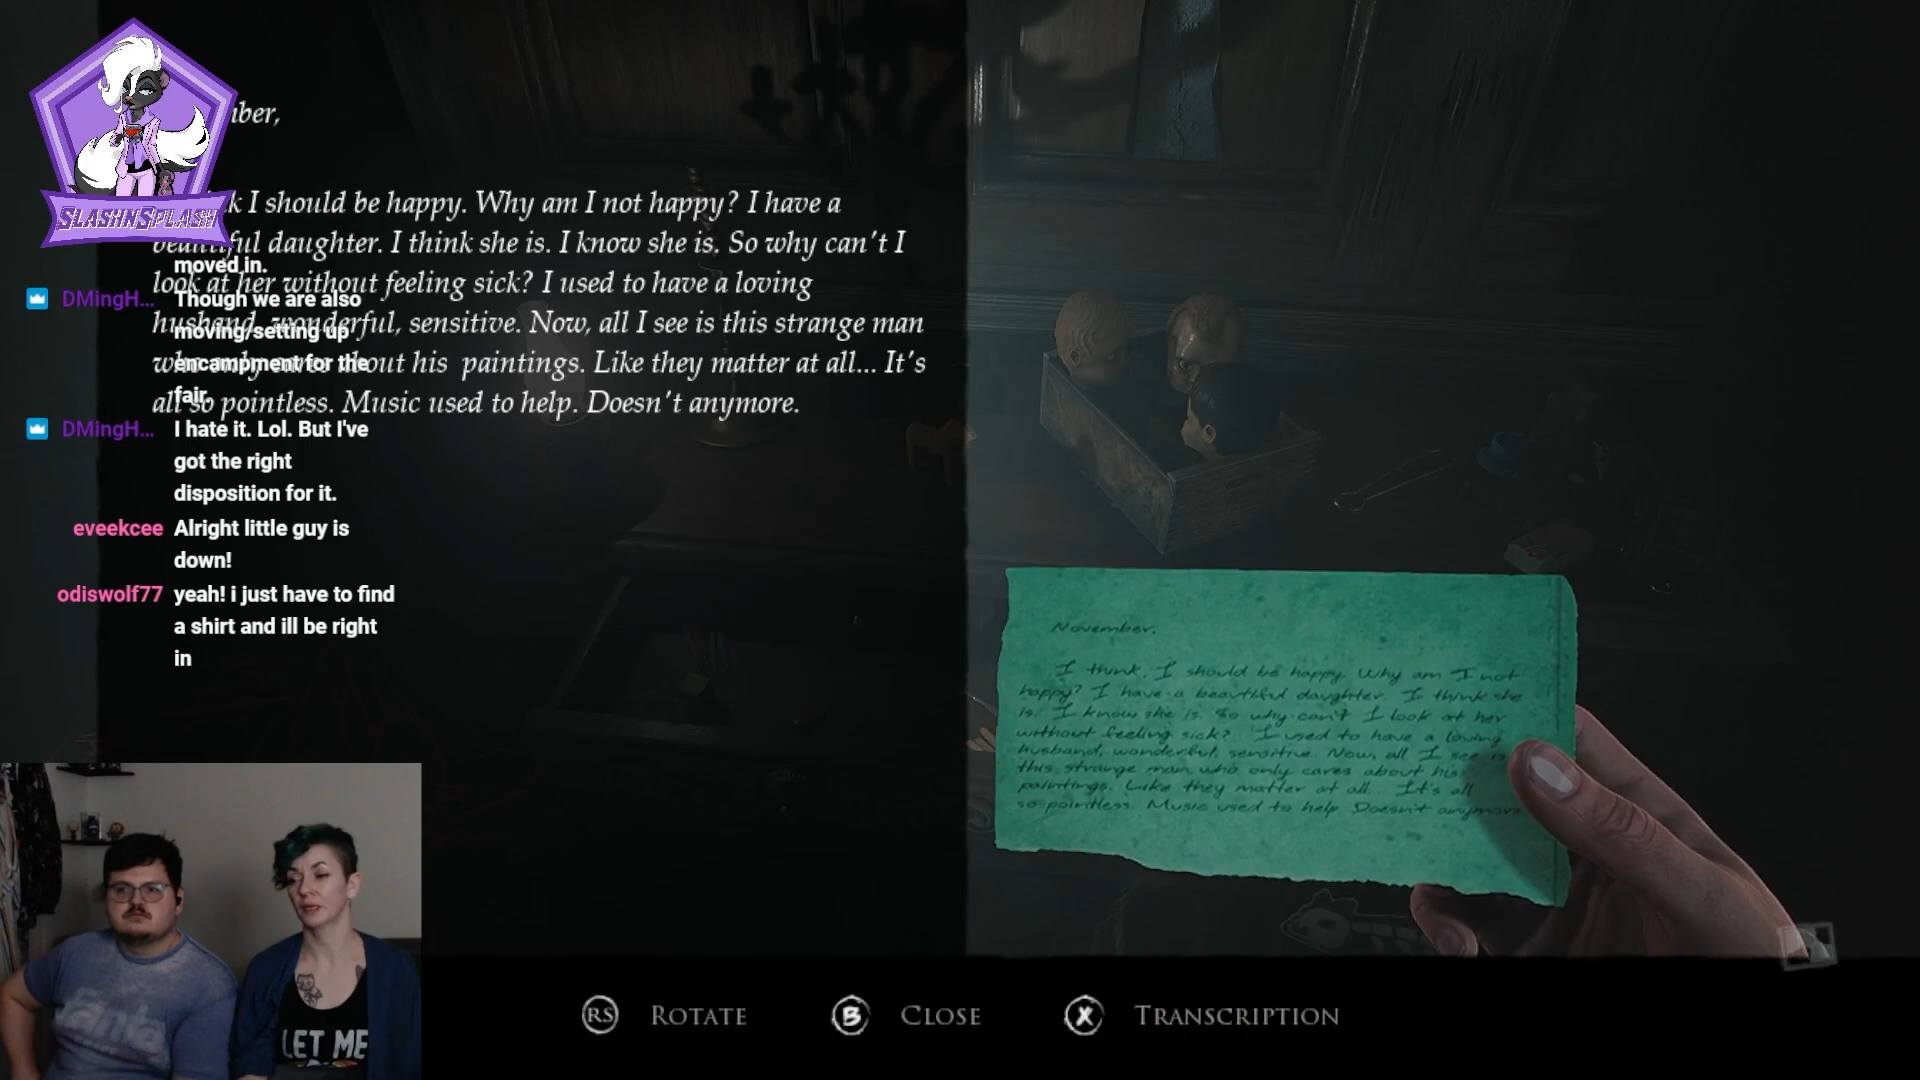 SLASHNSPLASH
ber,
k I should be happy. Why am I not happy? I have a
beautiful daughter. I think she is. I know she is. So why can't I
look at her without feeling sick? I used to have a loving
husband, wonderful, sensitive. Now, all I see is this strange man
who only cares about his paintings. Like they matter at all... It's
all so pointless. Music used to help. Doesn't anymore.
moved in.
DMingH... Though we are also
moving/setting up
encampment for the
fair.
DMingH... I hate it. Lol. But I've
got the right
disposition for it.
eveekcee Alright little guy is
down!
odiswolf77 yeah! i just have to find
a shirt and ill be right
in
November.
I think, I should be happy. Why am I not
happy? I have a beautiful daughter. I think she
is. I know she is. So why can't I look at her
without feeling sick? I used to have a loving
husband, wonderful, sensitive. Now, all I see is
this strange man who only cares about his
paintings. Like they matter at all... It's all
so pointless. Music used to help. Doesn't anymore
LET ME
RS ROTATE B CLOSE X TRANSCRIPTION